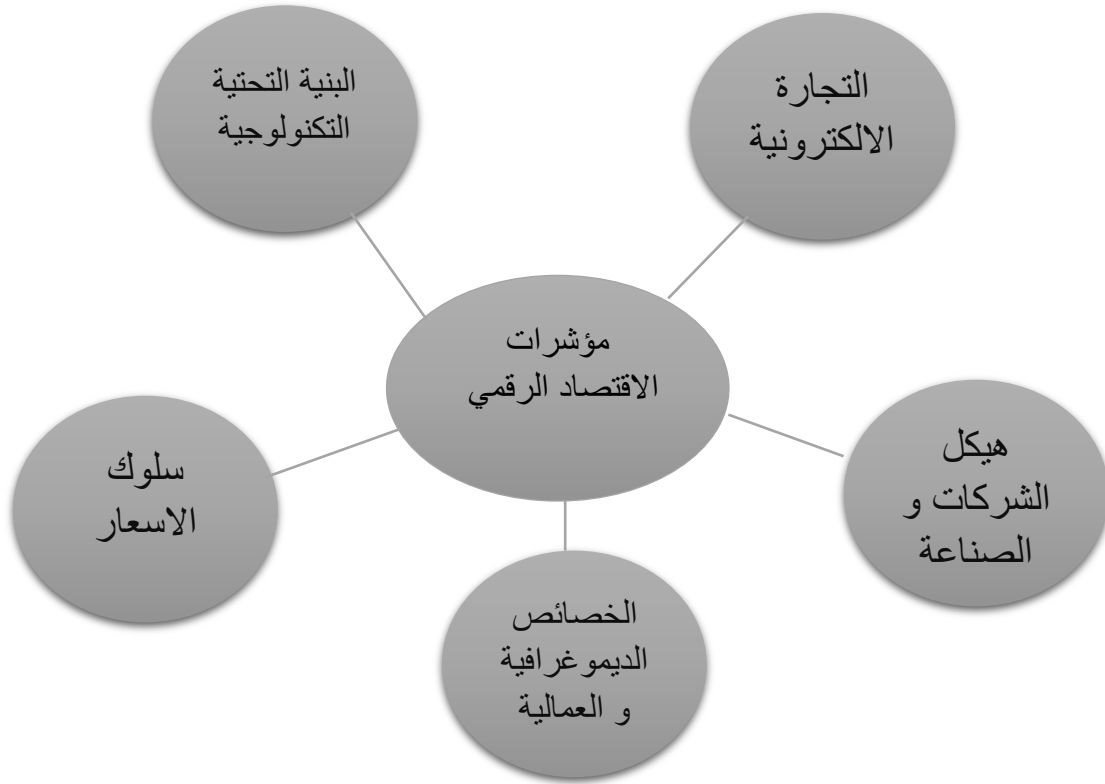 البنية التحتية
التكنولوجية
التجارة
الالكترونية
مؤشرات
الاقتصاد الرقمي
سلوك
الاسعار
هيكل
الشركات و
الصناعة
الخصائص
الديموغرافية
و العمالية